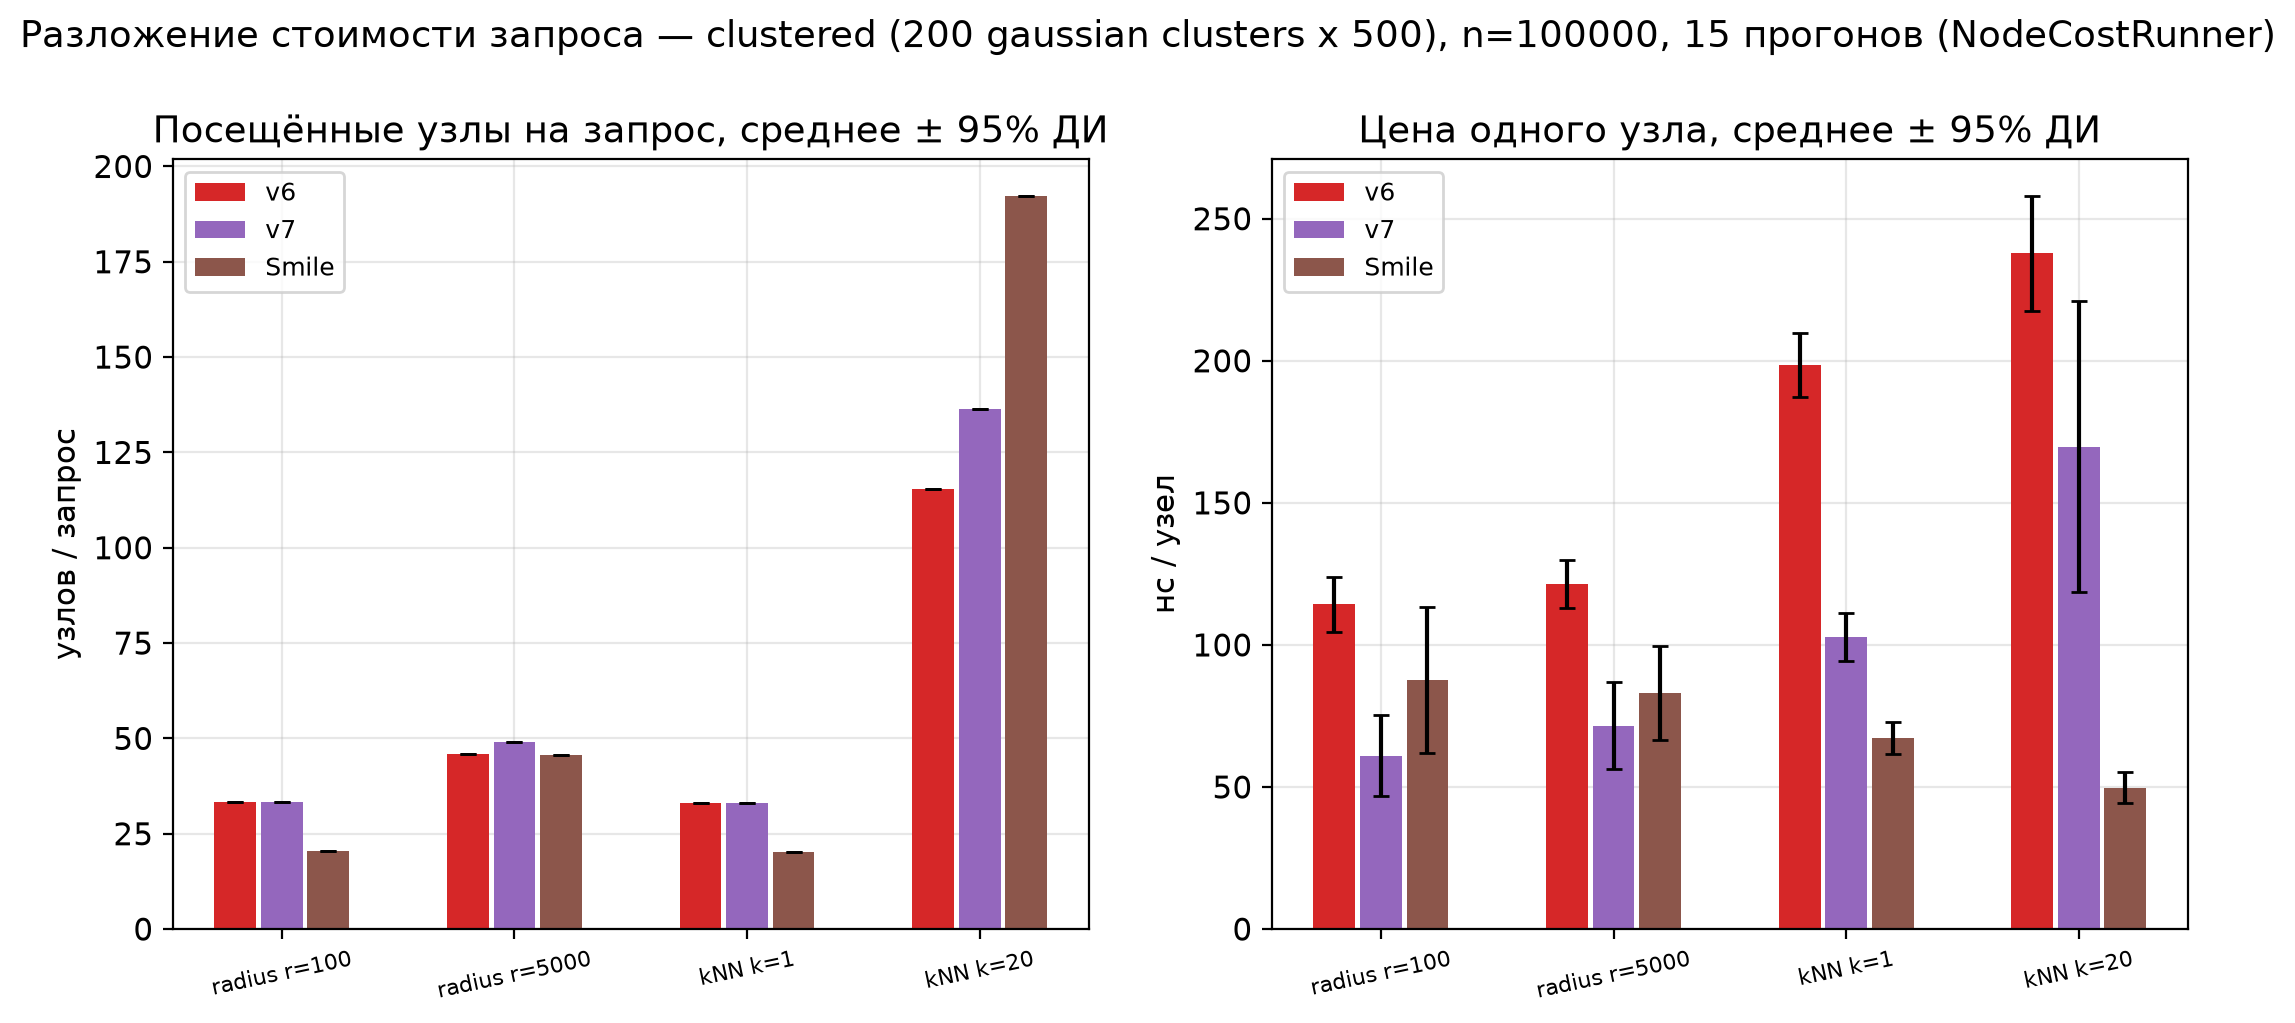 Разложение стоимости запроса — clustered (200 gaussian clusters x 500), n=100000, 15 прогонов (NodeCostRunner)
Посещённые узлы на запрос, среднее ± 95% ДИ
узлов / запрос
200
175
150
125
100
75
50
25
0
v6
v7
Smile
radius r=100
radius r=5000
kNN k=1
kNN k=20
Цена одного узла, среднее ± 95% ДИ
нс / узел
250
200
150
100
50
0
v6
v7
Smile
radius r=100
radius r=5000
kNN k=1
kNN k=20